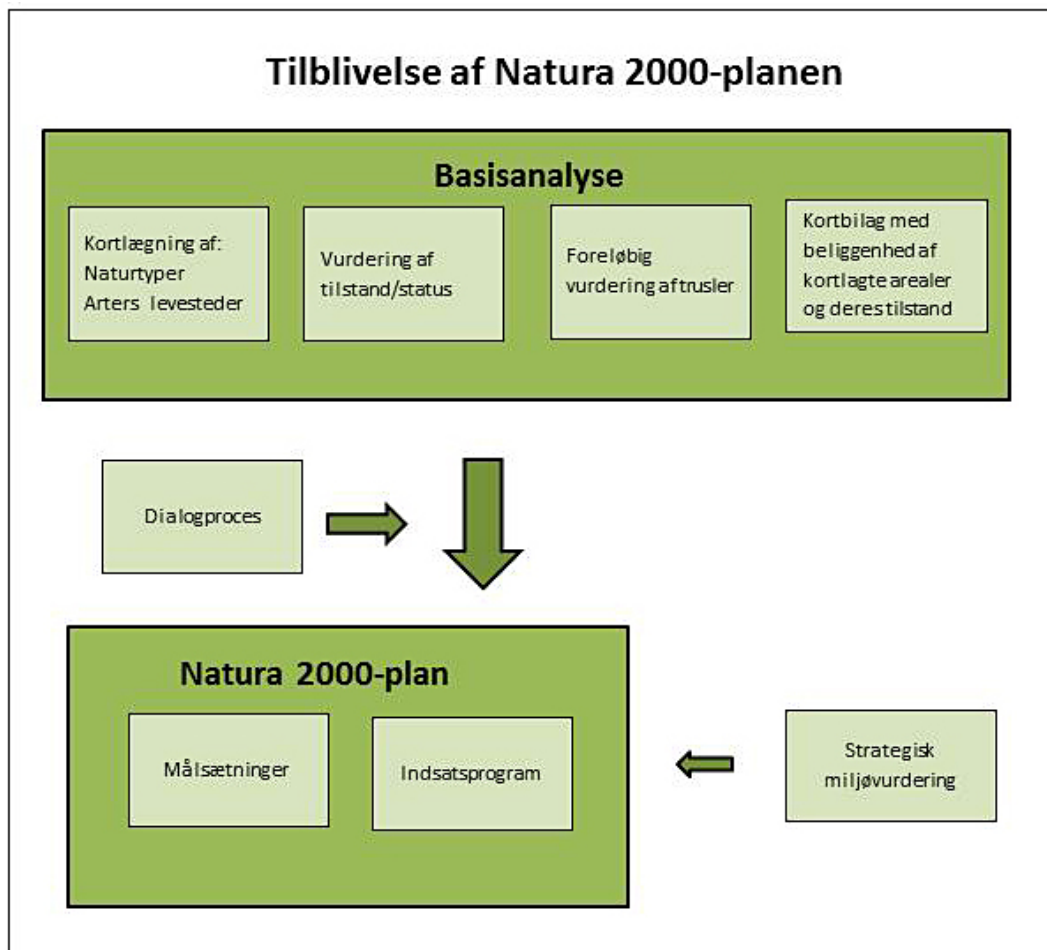 Tilblivelse af Natura 2000-planen
Basisanalyse
Kortlægning af:
Naturtyper
Arters levesteder
Vurdering af
tilstand/status
Foreløbig
vurdering af trusler
Kortbilag med
beliggenhed af
kortlagte arealer
og deres tilstand
Dialogproces
Natura 2000-plan
Målsætninger
Indsatsprogram
Strategisk
miljøvurdering